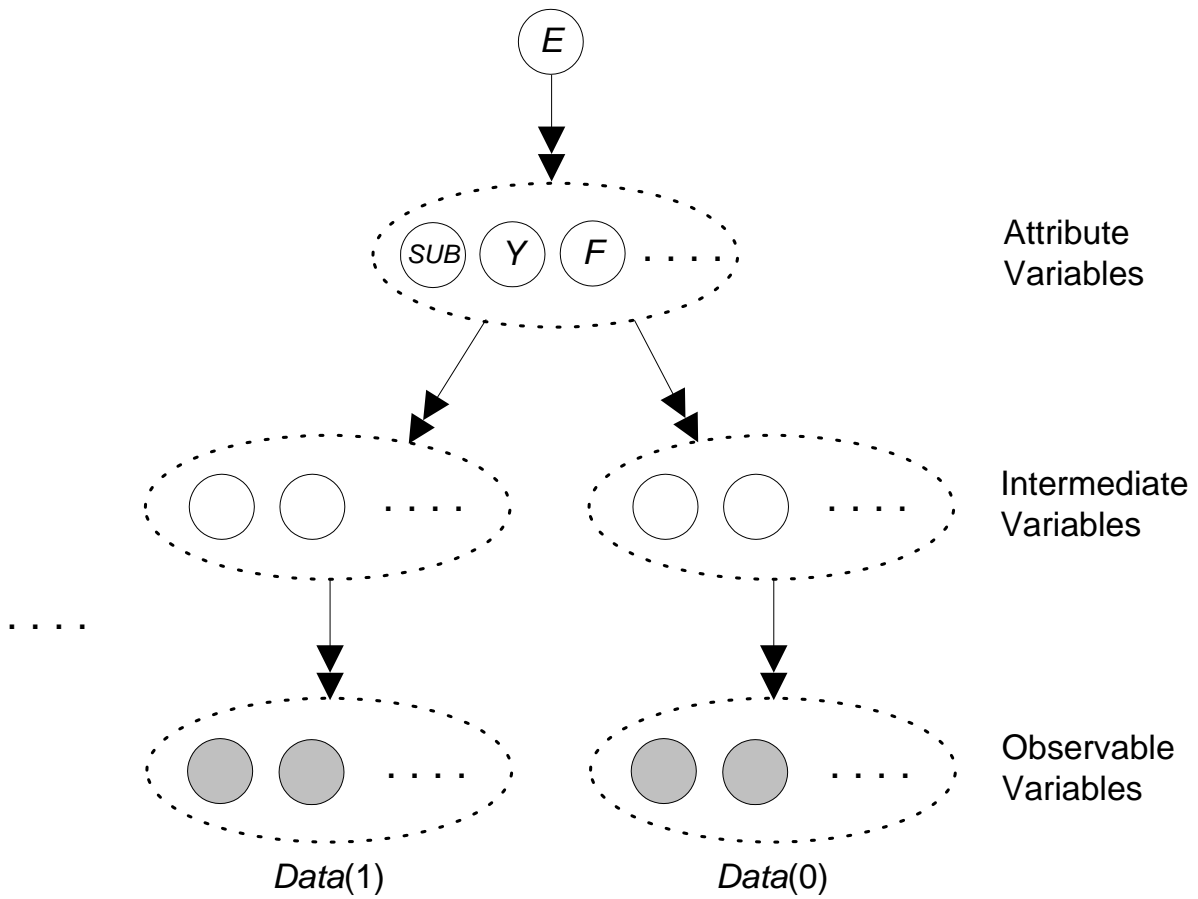 E
SUB Y F . . . .
Attribute
Variables
. . . .
. . . .
Intermediate
Variables
. . . .
. . . .
. . . .
Observable
Variables
Data(1)
Data(0)